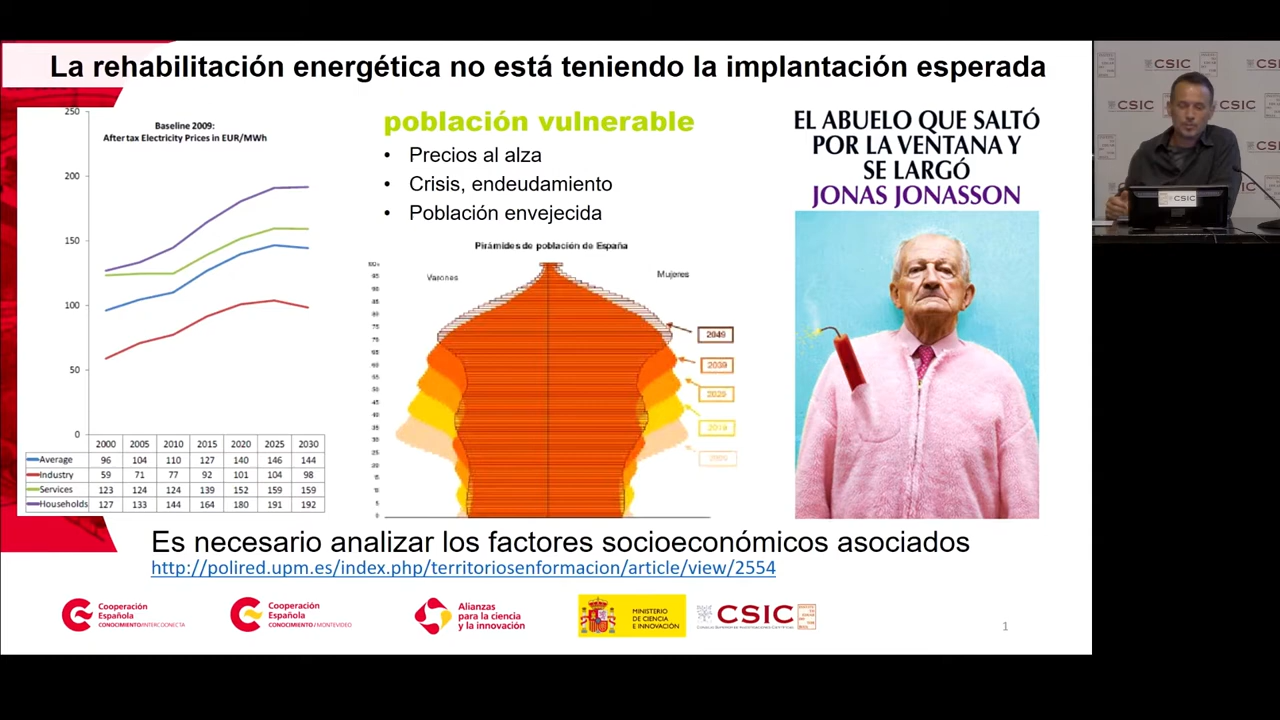 La rehabilitación energética no está teniendo la implantación esperada
Baseline 2009:
After tax Electricity Prices in EUR/MWh
250
200
150
100
50
0
2000 2005 2010 2015 2020 2025 2030
Average 96 104 110 127 140 146 144
Industry 59 71 77 92 101 104 98
Services 123 124 124 139 152 159 159
Households 127 133 144 164 180 191 192
población vulnerable
• Precios al alza
• Crisis, endeudamiento
• Población envejecida
Pirámides de población de España
Varones
Mujeres
2049
2039
2029
2019
EL ABUELO QUE SALTÓ
POR LA VENTANA Y
SE LARGÓ
JONAS JONASSON
Es necesario analizar los factores socioeconómicos asociados
http://polired.upm.es/index.php/territoriosenformacion/article/view/2554
Cooperación
Española
CONOCIMIENTO/INTERCOONECTA
Cooperación
Española
CONOCIMIENTO/MONTEVIDEO
Alianzas
para la ciencia
y la innovación
MINISTERIO
DE CIENCIA
E INNOVACIÓN
CSIC
1
CSIC
CSIC
CSIC
CSIC
CSIC